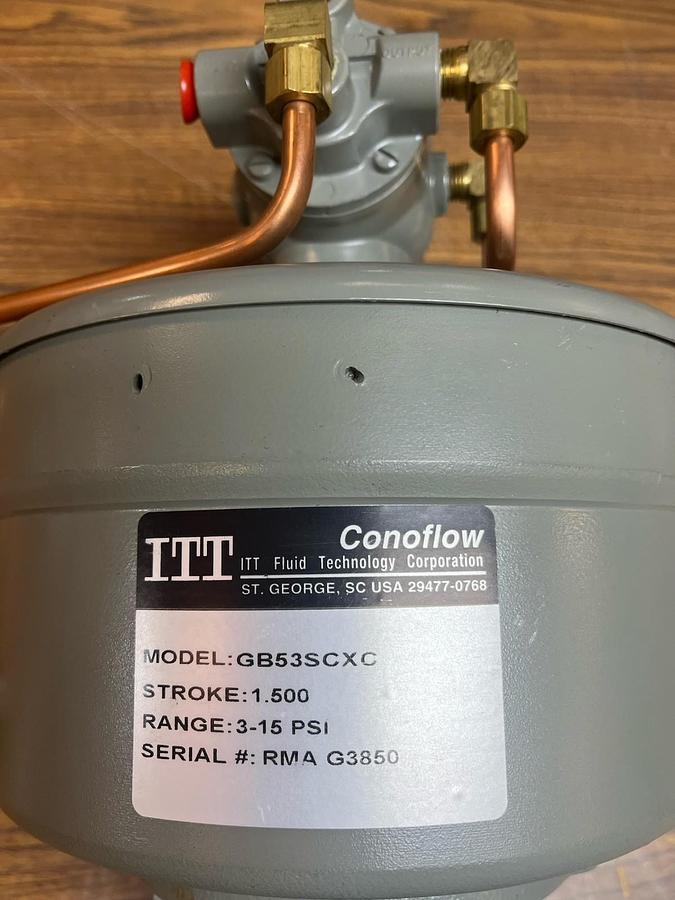 OUTPUT
ITT
Conoflow
ITT Fluid Technology Corporation
ST. GEORGE, SC USA 29477-0768
MODEL:GB53SCXC
STROKE:1.500
RANGE:3-15 PSI
SERIAL #: RMA G3850